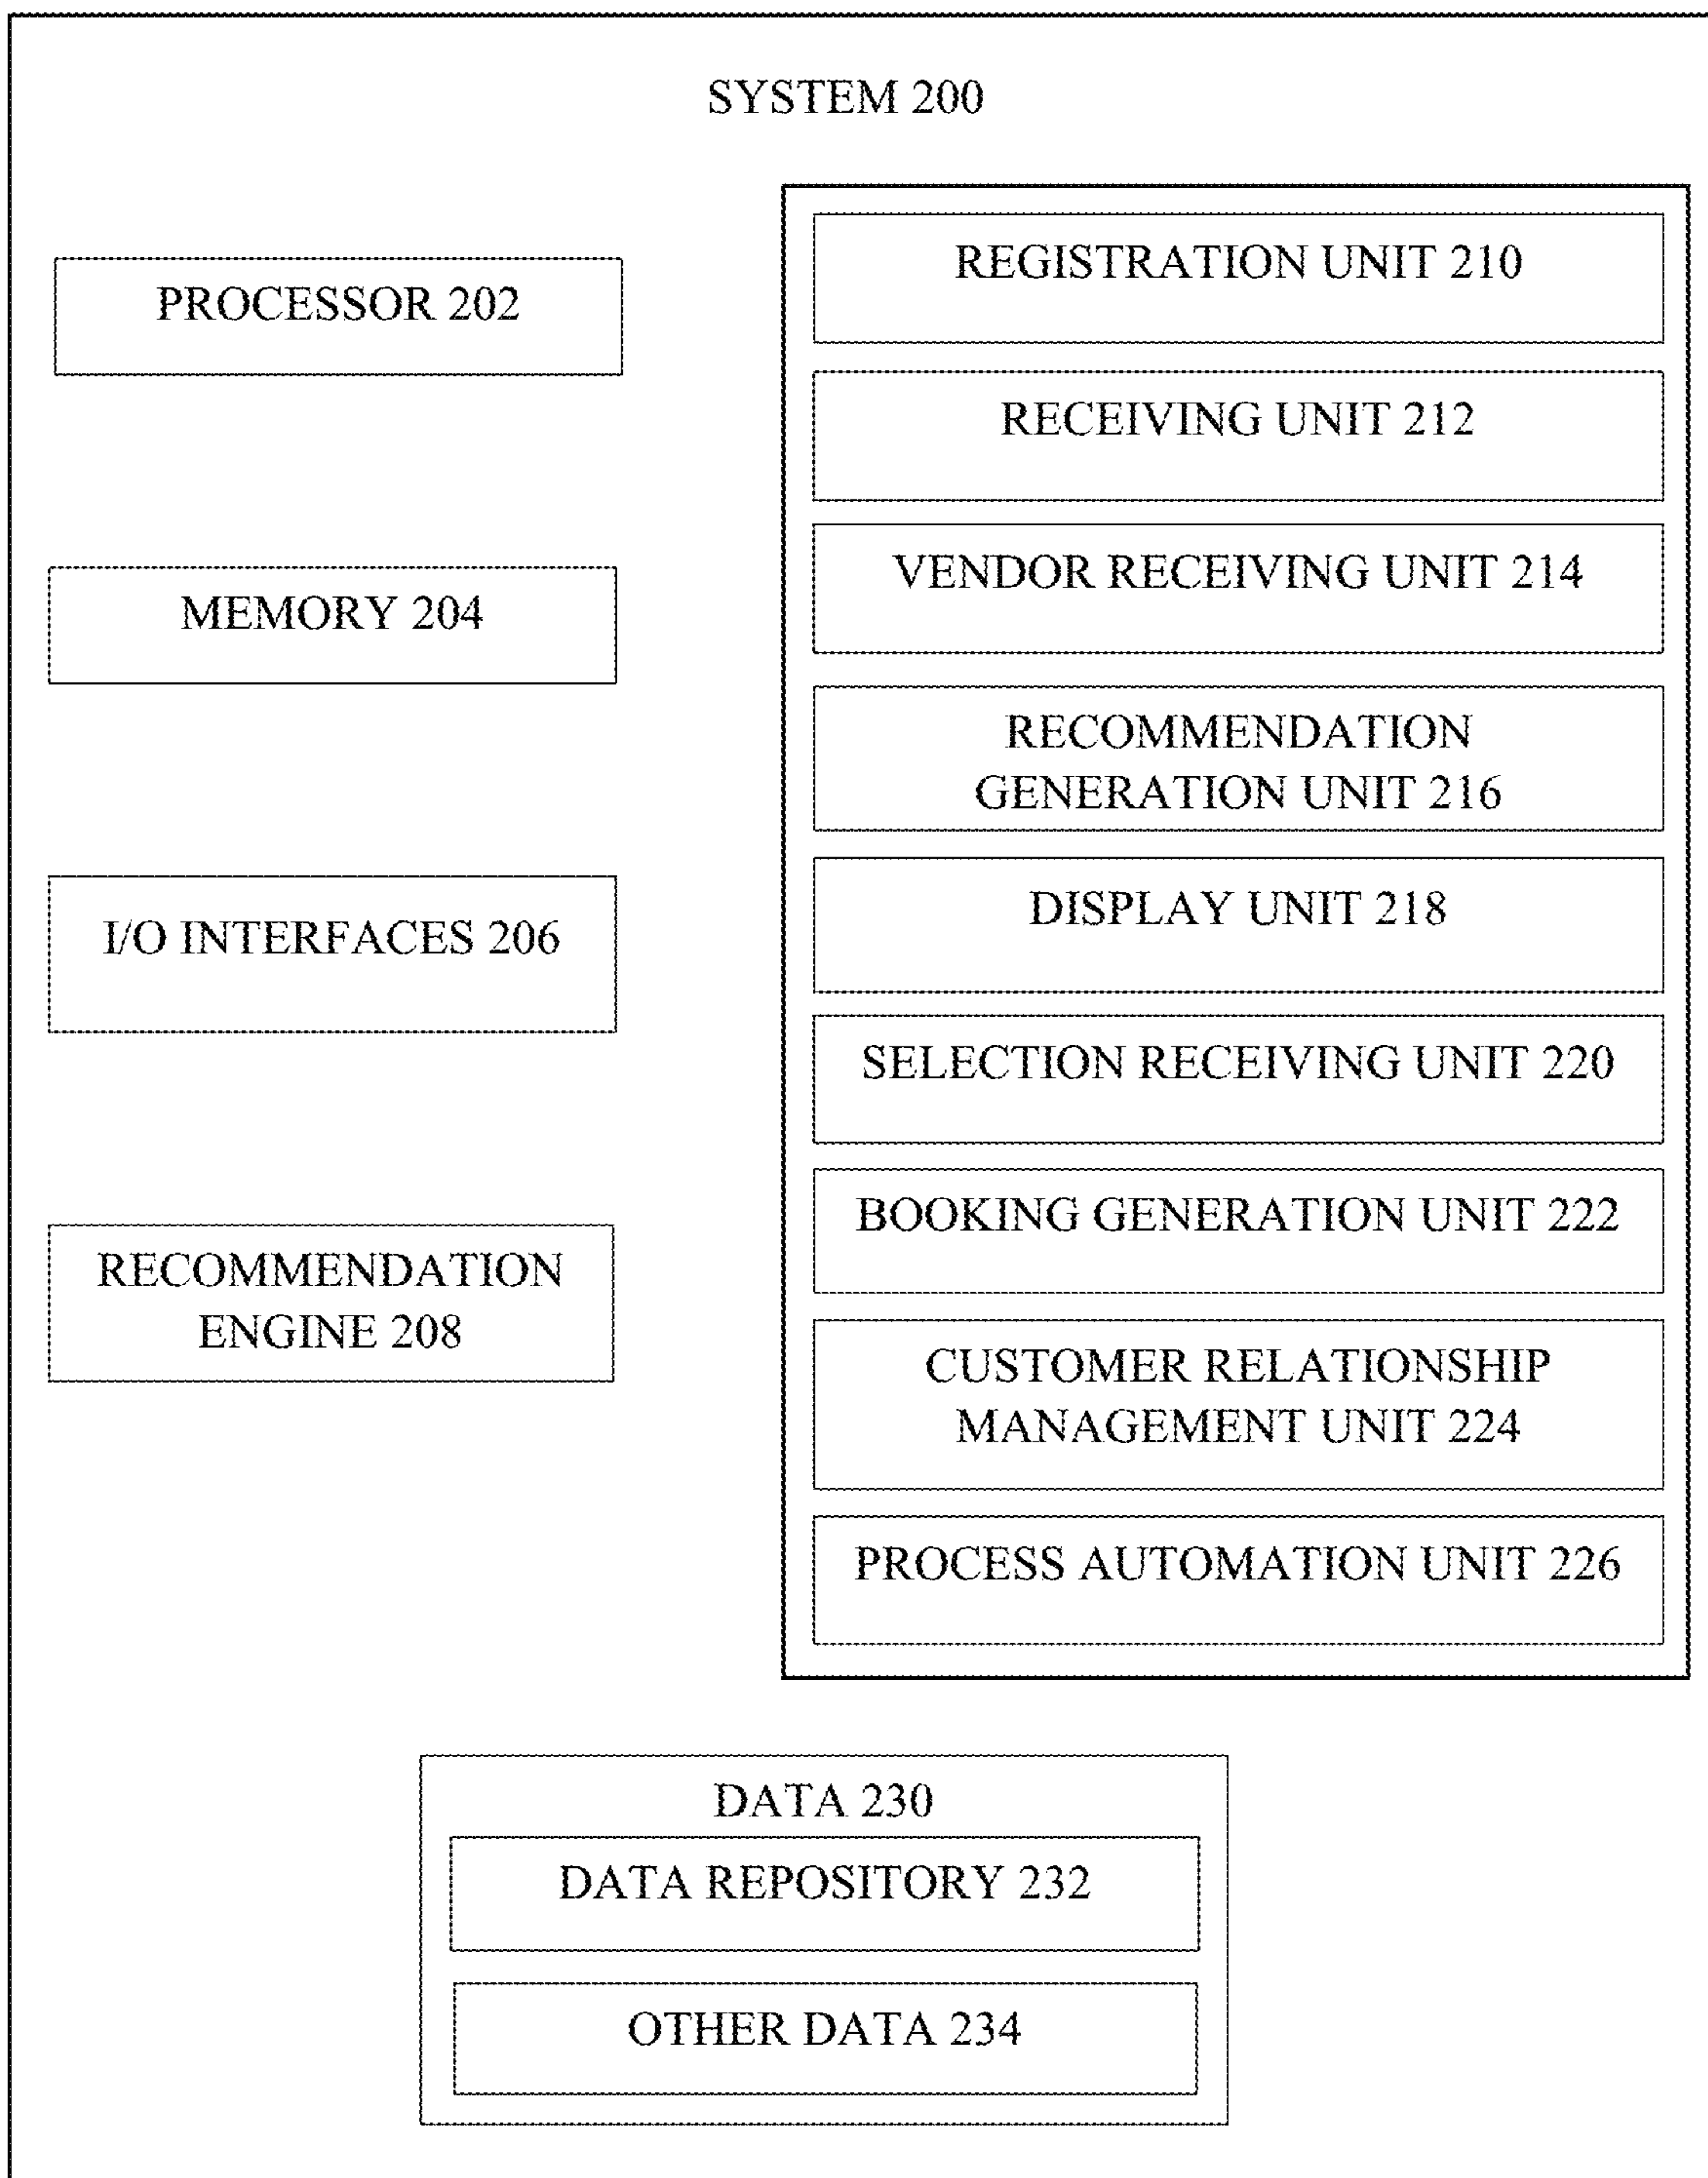 SYSTEM 200
PROCESSOR 202
MEMORY 204
I/O INTERFACES 206
RECOMMENDATION
ENGINE 208
REGISTRATION UNIT 210
RECEIVING UNIT 212
VENDOR RECEIVING UNIT 214
RECOMMENDATION
GENERATION UNIT 216
DISPLAY UNIT 218
SELECTION RECEIVING UNIT 220
BOOKING GENERATION UNIT 222
CUSTOMER RELATIONSHIP
MANAGEMENT UNIT 224
PROCESS AUTOMATION UNIT 226
DATA 230
DATA REPOSITORY 232
OTHER DATA 234